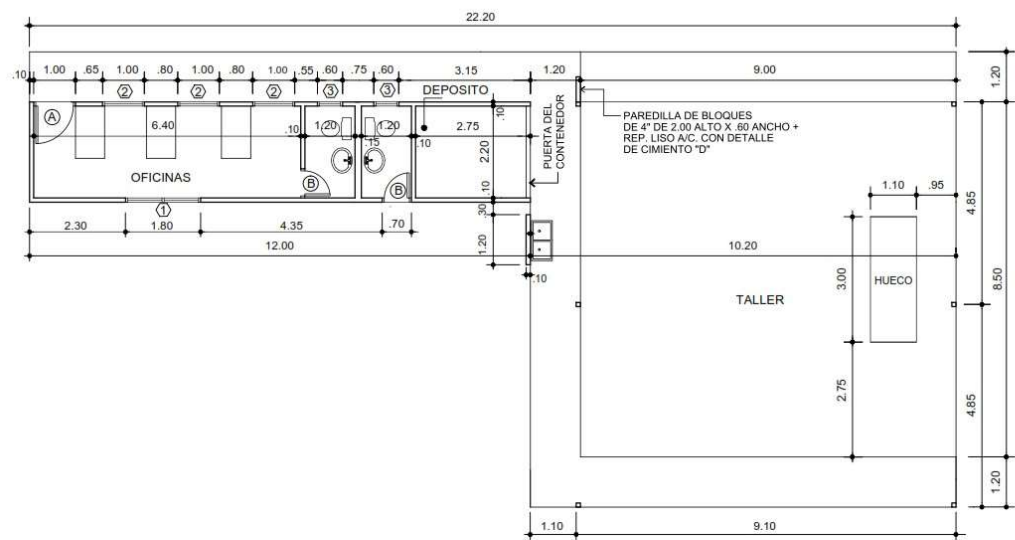 22.20
.10 1.00 .65 1.00 .80 1.00 .80 1.00 .55 .60 .75 .60 3.15 1.20 9.00
1.20
2 2 2 3 3
DEPOSITO
A
6.40 .10 1.20 1.20 .15 .10 2.75
.10
2.20
.10
PUERTA DEL
CONTENEDOR
PAREDILLA DE BLOQUES
DE 4" DE 2.00 ALTO X .60 ANCHO +
REP. LISO A/C. CON DETALLE
DE CIMIENTO "D"
OFICINAS
B B
1
2.30 1.80 4.35 .70
.30
1.20
12.00
.10
10.20
1.10 .95
4.85
8.50
3.00
HUECO
TALLER
2.75
4.85
1.20
1.10 9.10